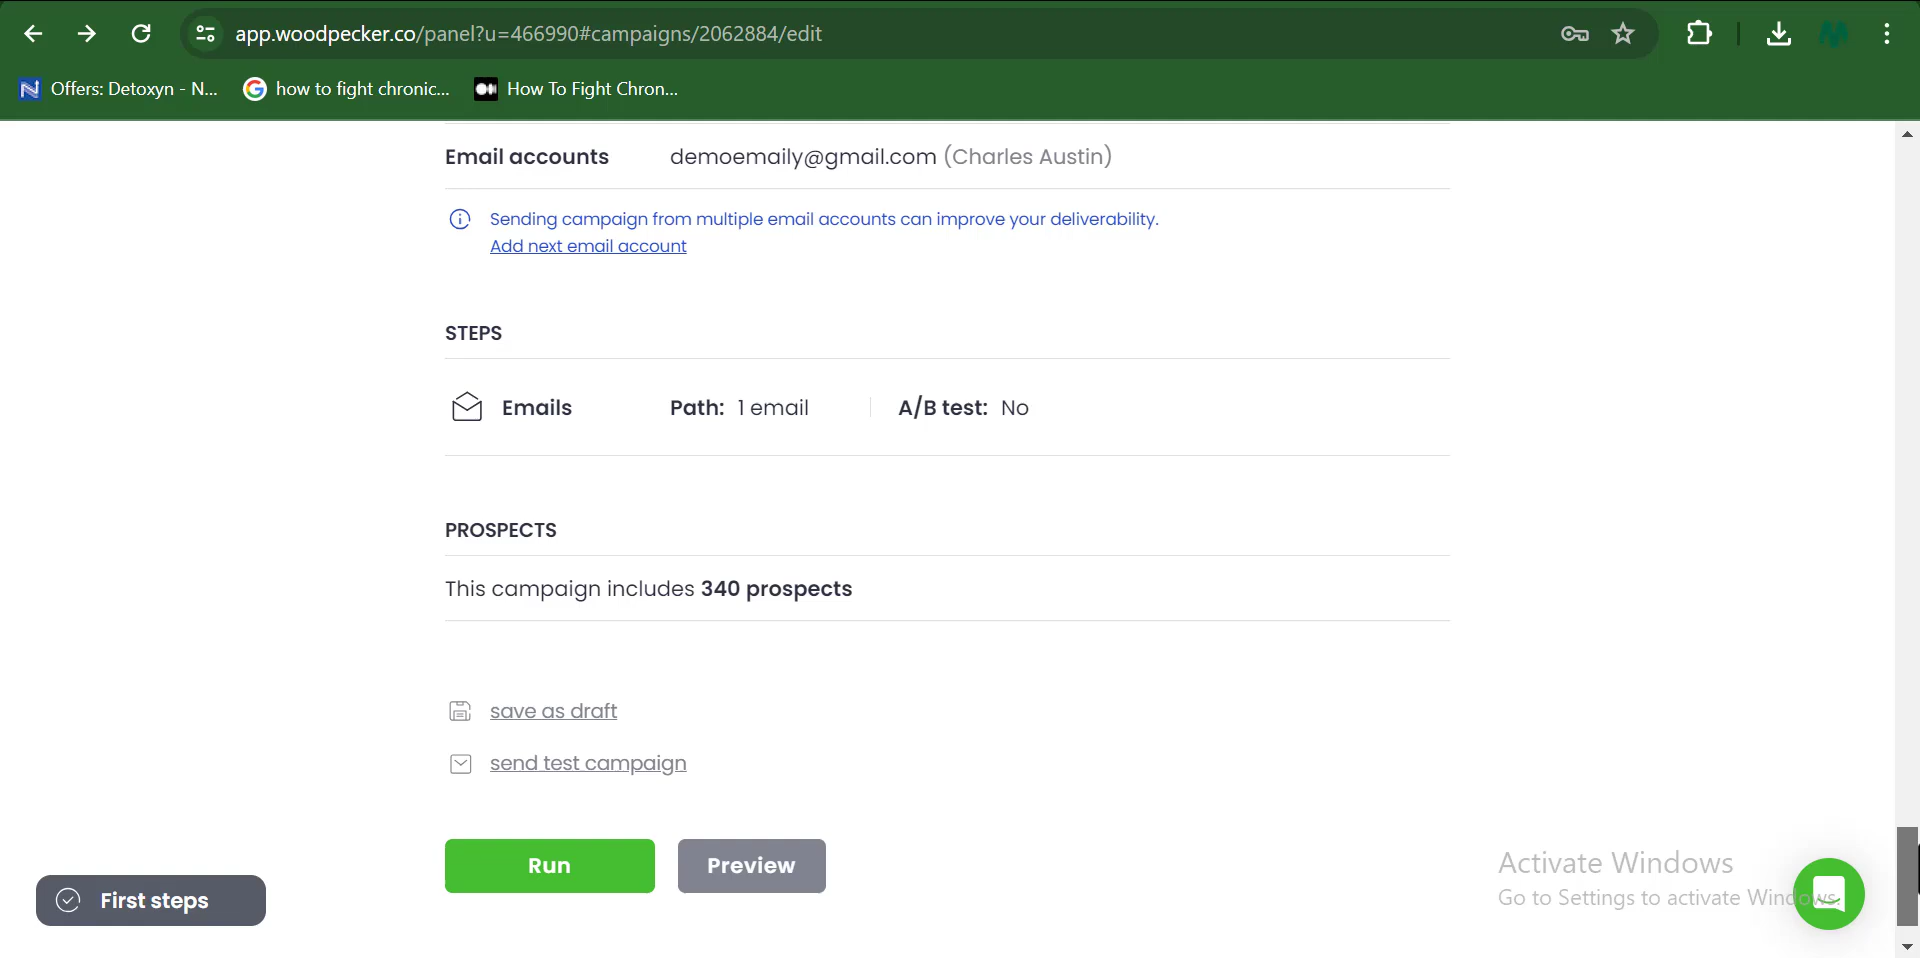 app.woodpecker.co/panel?u=466990#campaigns/2062884/edit
Offers: Detoxyn - N... how to fight chronic... How To Fight Chron...
Email accounts demoemaily@gmail.com (Charles Austin)
Sending campaign from multiple email accounts can improve your deliverability.
Add next email account
STEPS
Emails Path: 1 email A/B test: No
PROSPECTS
This campaign includes 340 prospects
save as draft
send test campaign
Run Preview
First steps
Activate Windows
Go to Settings to activate Windows.